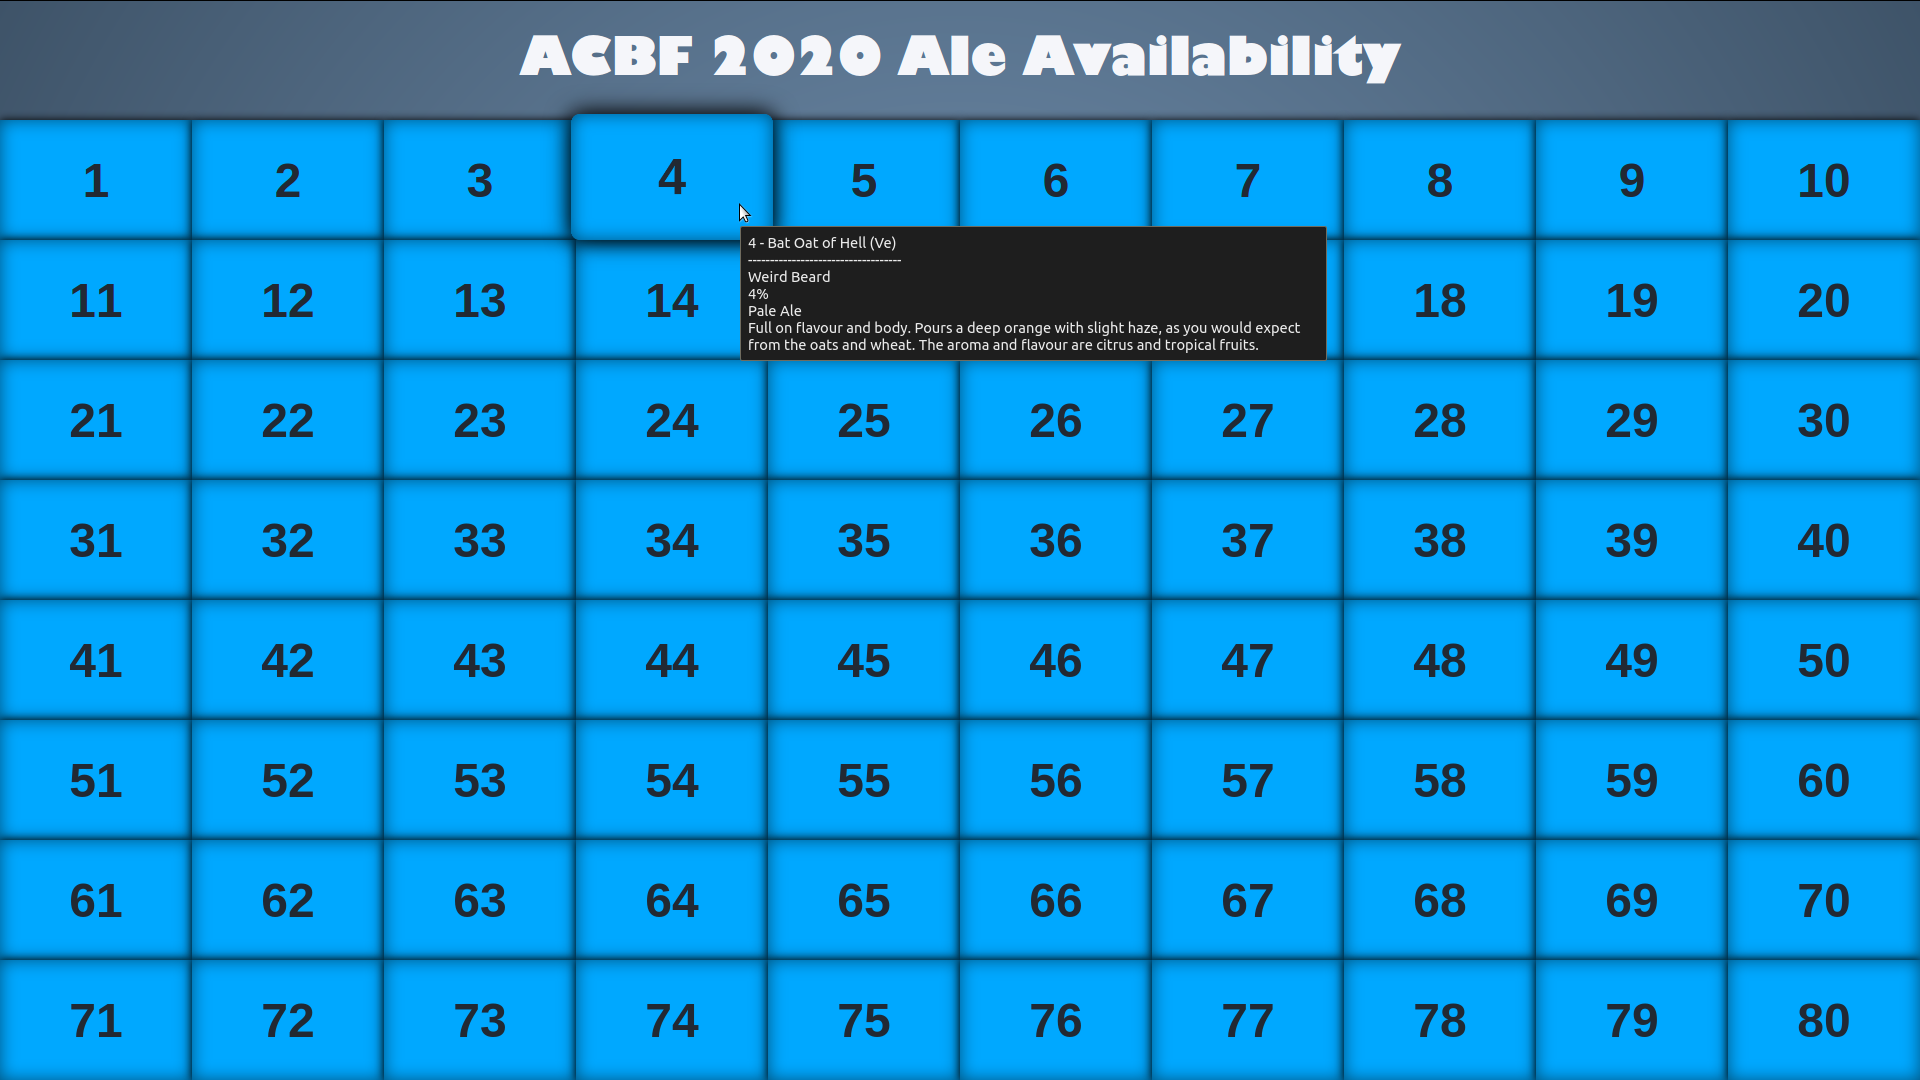 ACBF 2020 Ale Availability
1 2 3 4 5 6 7 8 9 10
4 - Bat Oat of Hell (Ve)
-----------------------------------
Weird Beard
4%
Pale Ale
Full on flavour and body. Pours a deep orange with slight haze, as you would expect
from the oats and wheat. The aroma and flavour are citrus and tropical fruits.
11 12 13 14 18 19 20
21 22 23 24 25 26 27 28 29 30
31 32 33 34 35 36 37 38 39 40
41 42 43 44 45 46 47 48 49 50
51 52 53 54 55 56 57 58 59 60
61 62 63 64 65 66 67 68 69 70
71 72 73 74 75 76 77 78 79 80